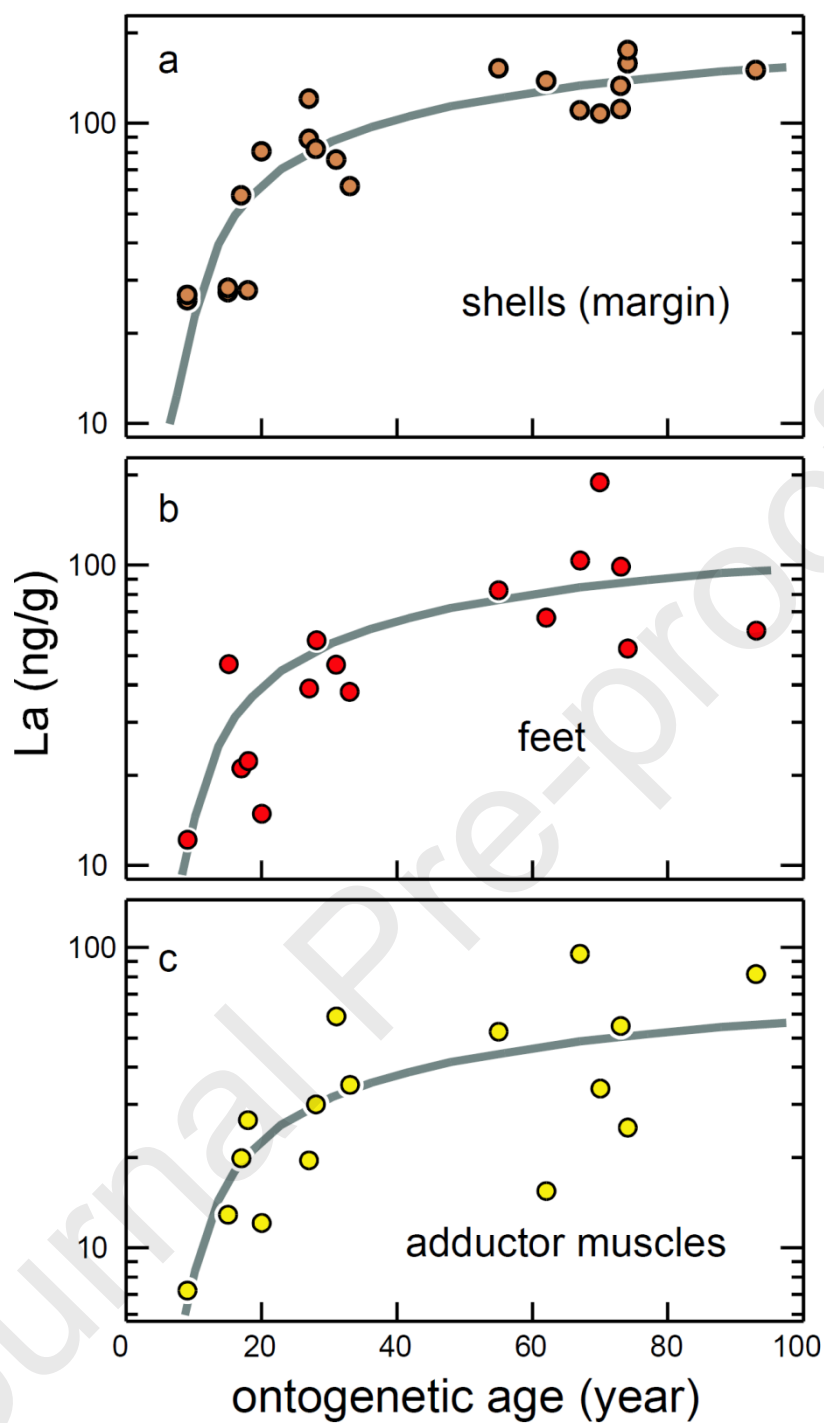 a
100
shells (margin)
10
b
100
La (ng/g)
feet
10
c
100
10
adductor muscles
0 20 40 60 80 100
ontogenetic age (year)
Journal Pre-proof